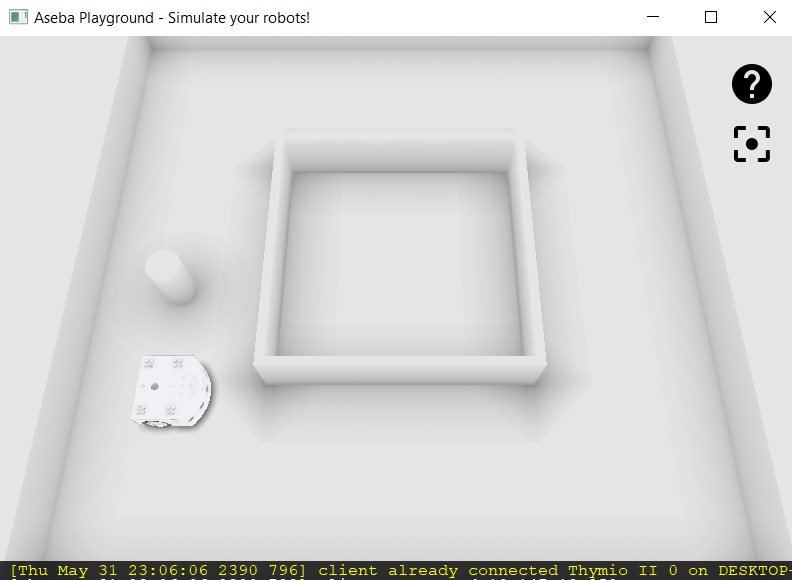 Aseba Playground - Simulate your robots!
?
[Thu May 31 23:06:06 2390 796] client already connected Thymio II 0 on DESKTOP-